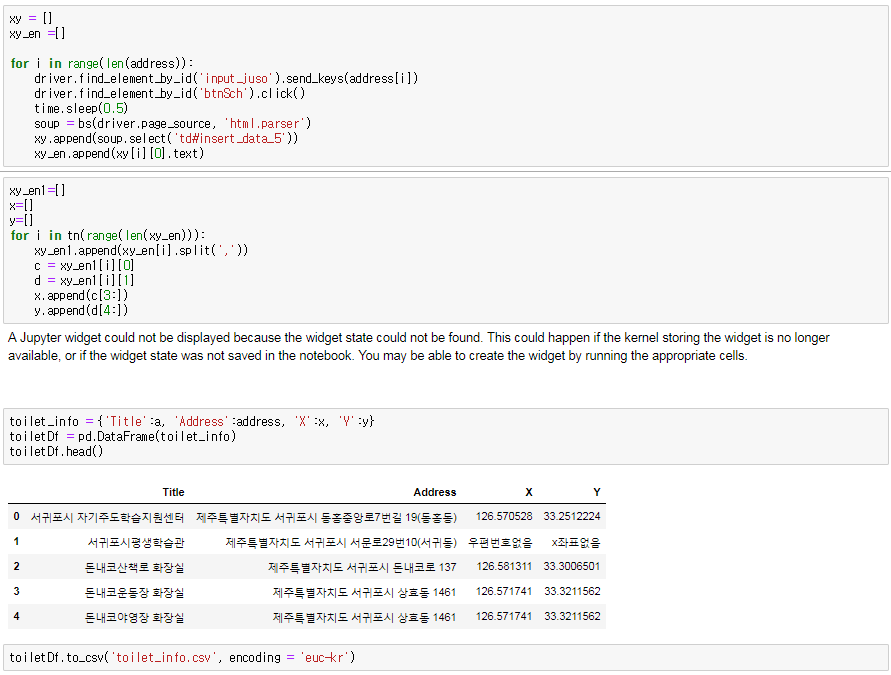 xy = []
xy_en =[]
for i in range(len(address)):
driver.find_element_by_id('input_juso').send_keys(address[i])
driver.find_element_by_id('btnSch').click()
time.sleep(0.5)
soup = bs(driver.page_source, 'html.parser')
xy.append(soup.select('td#insert_data_5'))
xy_en.append(xy[i][0].text)
xy_en1=[]
x=[]
y=[]
for i in tn(range(len(xy_en))):
xy_en1.append(xy_en[i].split(','))
c = xy_en1[i][0]
d = xy_en1[i][1]
x.append(c[3:])
y.append(d[4:])
A Jupyter widget could not be displayed because the widget state could not be found. This could happen if the kernel storing the widget is no longer
available, or if the widget state was not saved in the notebook. You may be able to create the widget by running the appropriate cells.
toilet_info = {'Title':a, 'Address':address, 'X':x, 'Y':y}
toiletDf = pd.DataFrame(toilet_info)
toiletDf.head()
Title Address X Y
0 서귀포시 자기주도학습지원센터 제주특별자치도 서귀포시 동홍중앙로7번길 19(동홍동) 126.570528 33.2512224
1 서귀포시평생학습관 제주특별자치도 서귀포시 서문로29번10(서귀동) 우편번호없음 x좌표없음
2 돈내코산책로 화장실 제주특별자치도 서귀포시 돈내코로 137 126.581311 33.3006501
3 돈내코운동장 화장실 제주특별자치도 서귀포시 상효동 1461 126.571741 33.3211562
4 돈내코야영장 화장실 제주특별자치도 서귀포시 상효동 1461 126.571741 33.3211562
toiletDf.to_csv('toilet_info.csv', encoding = 'euc-kr')